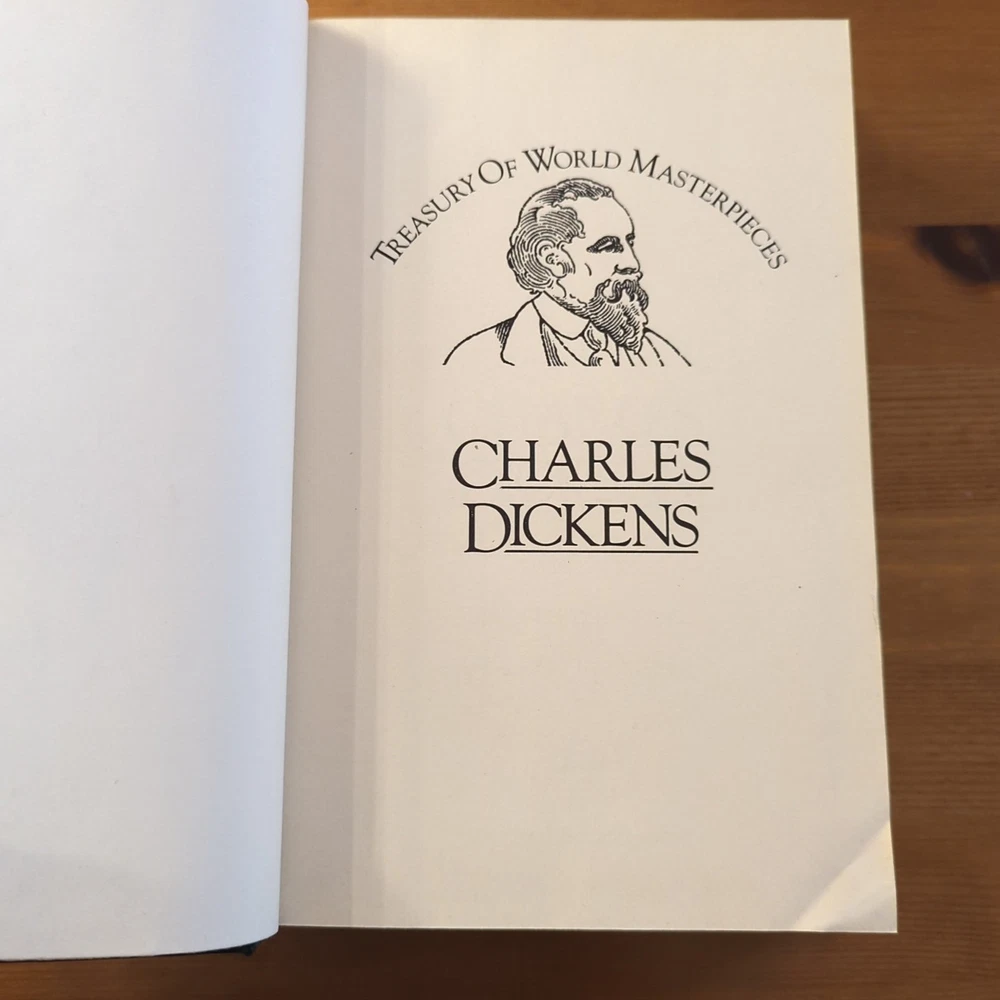 Treasury Of World Masterpieces
Charles
Dickens